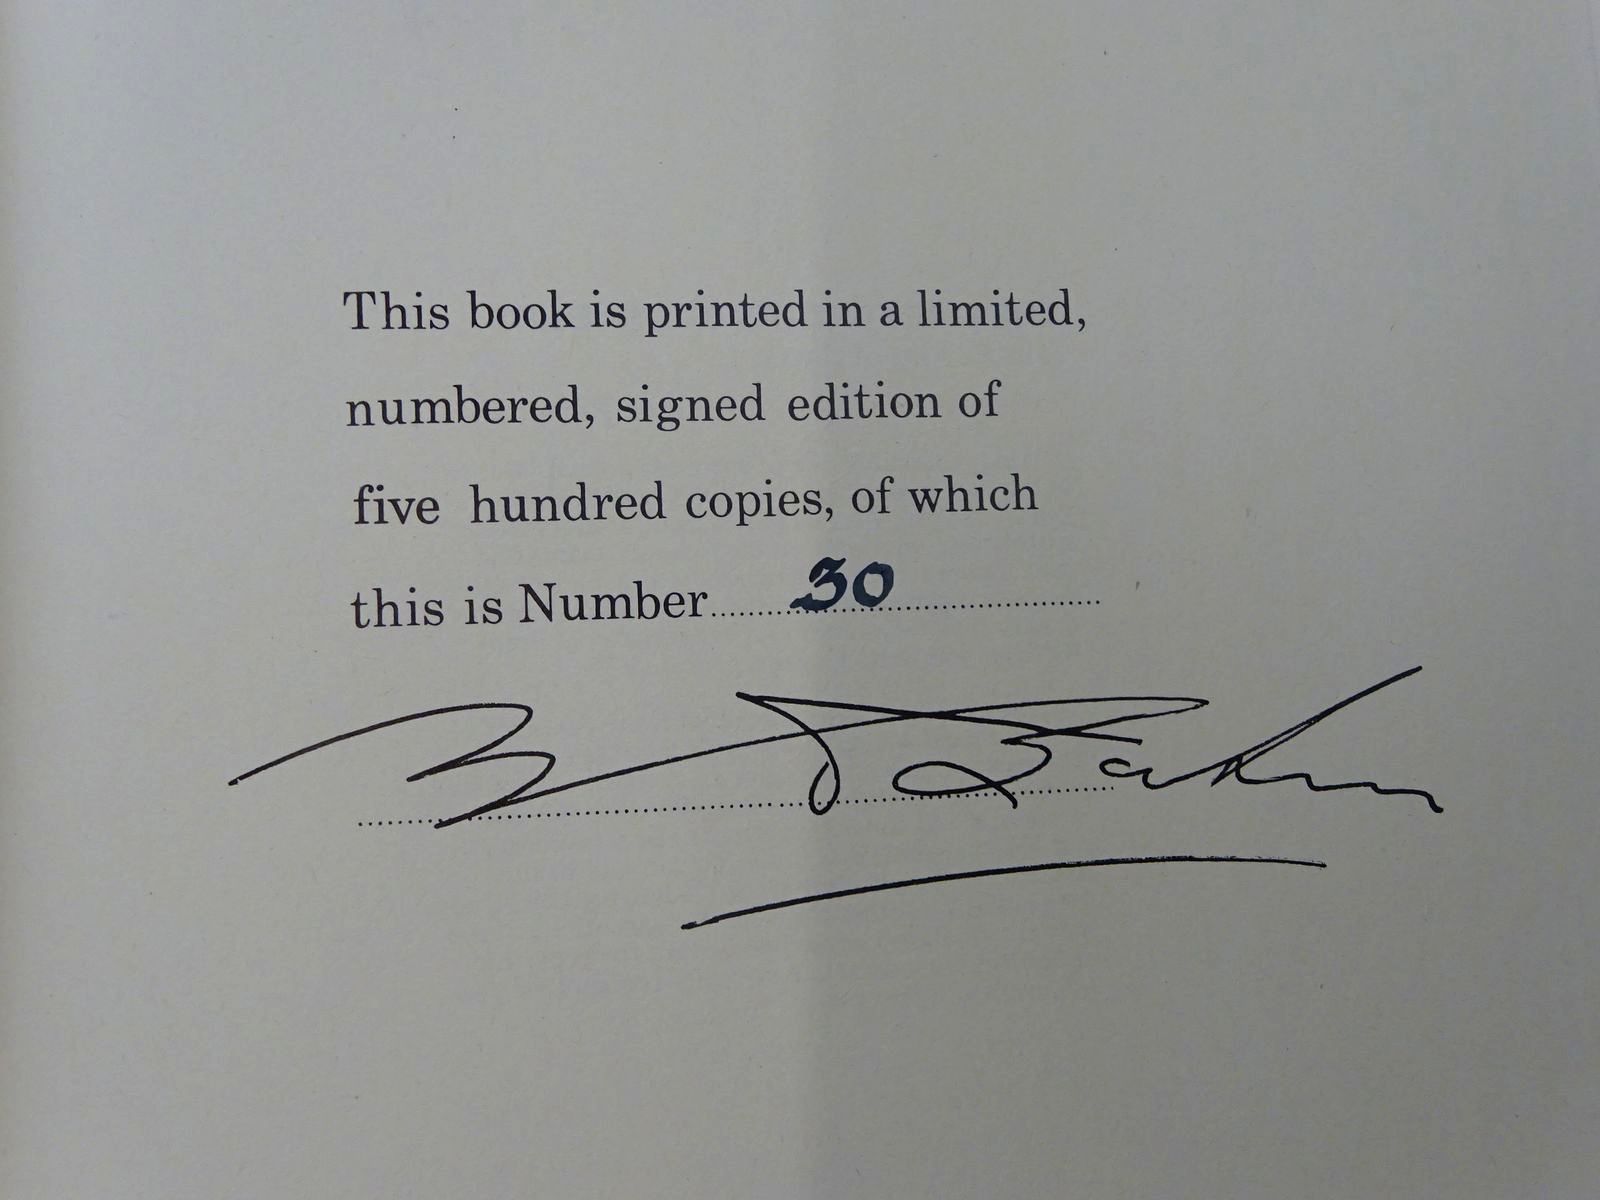 This book is printed in a limited,
numbered, signed edition of
five hundred copies, of which
this is Number 30